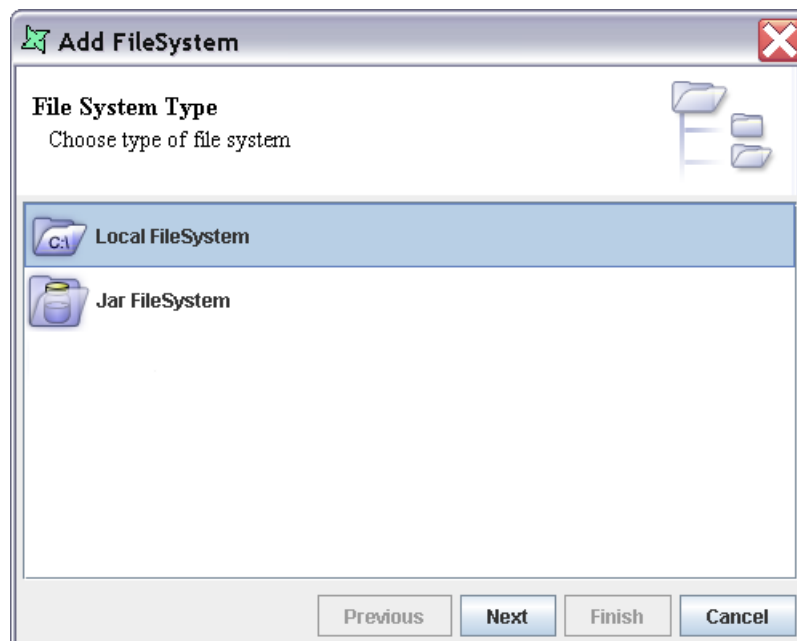 Add FileSystem
File System Type
Choose type of file system
C:\
Local FileSystem
Jar FileSystem
Previous Next Finish Cancel